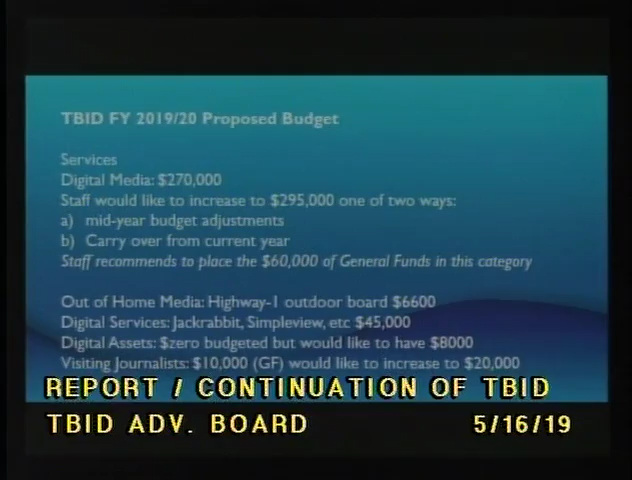 TBID FY 2019/20 Proposed Budget
Services
Digital Media: $270,000
Staff would like to increase to $295,000 one of two ways:
a) mid-year budget adjustments
b) Carry over from current year
Staff recommends to place the $60,000 of General Funds in this category
Out of Home Media: Highway-1 outdoor board $6600
Digital Services: Jackrabbit, Simpleview, etc $45,000
Digital Assets: $zero budgeted but would like to have $8000
Visiting Journalists: $10,000 (GF) would like to increase to $20,000
REPORT / CONTINUATION OF TBID
TBID ADV. BOARD 5/16/19